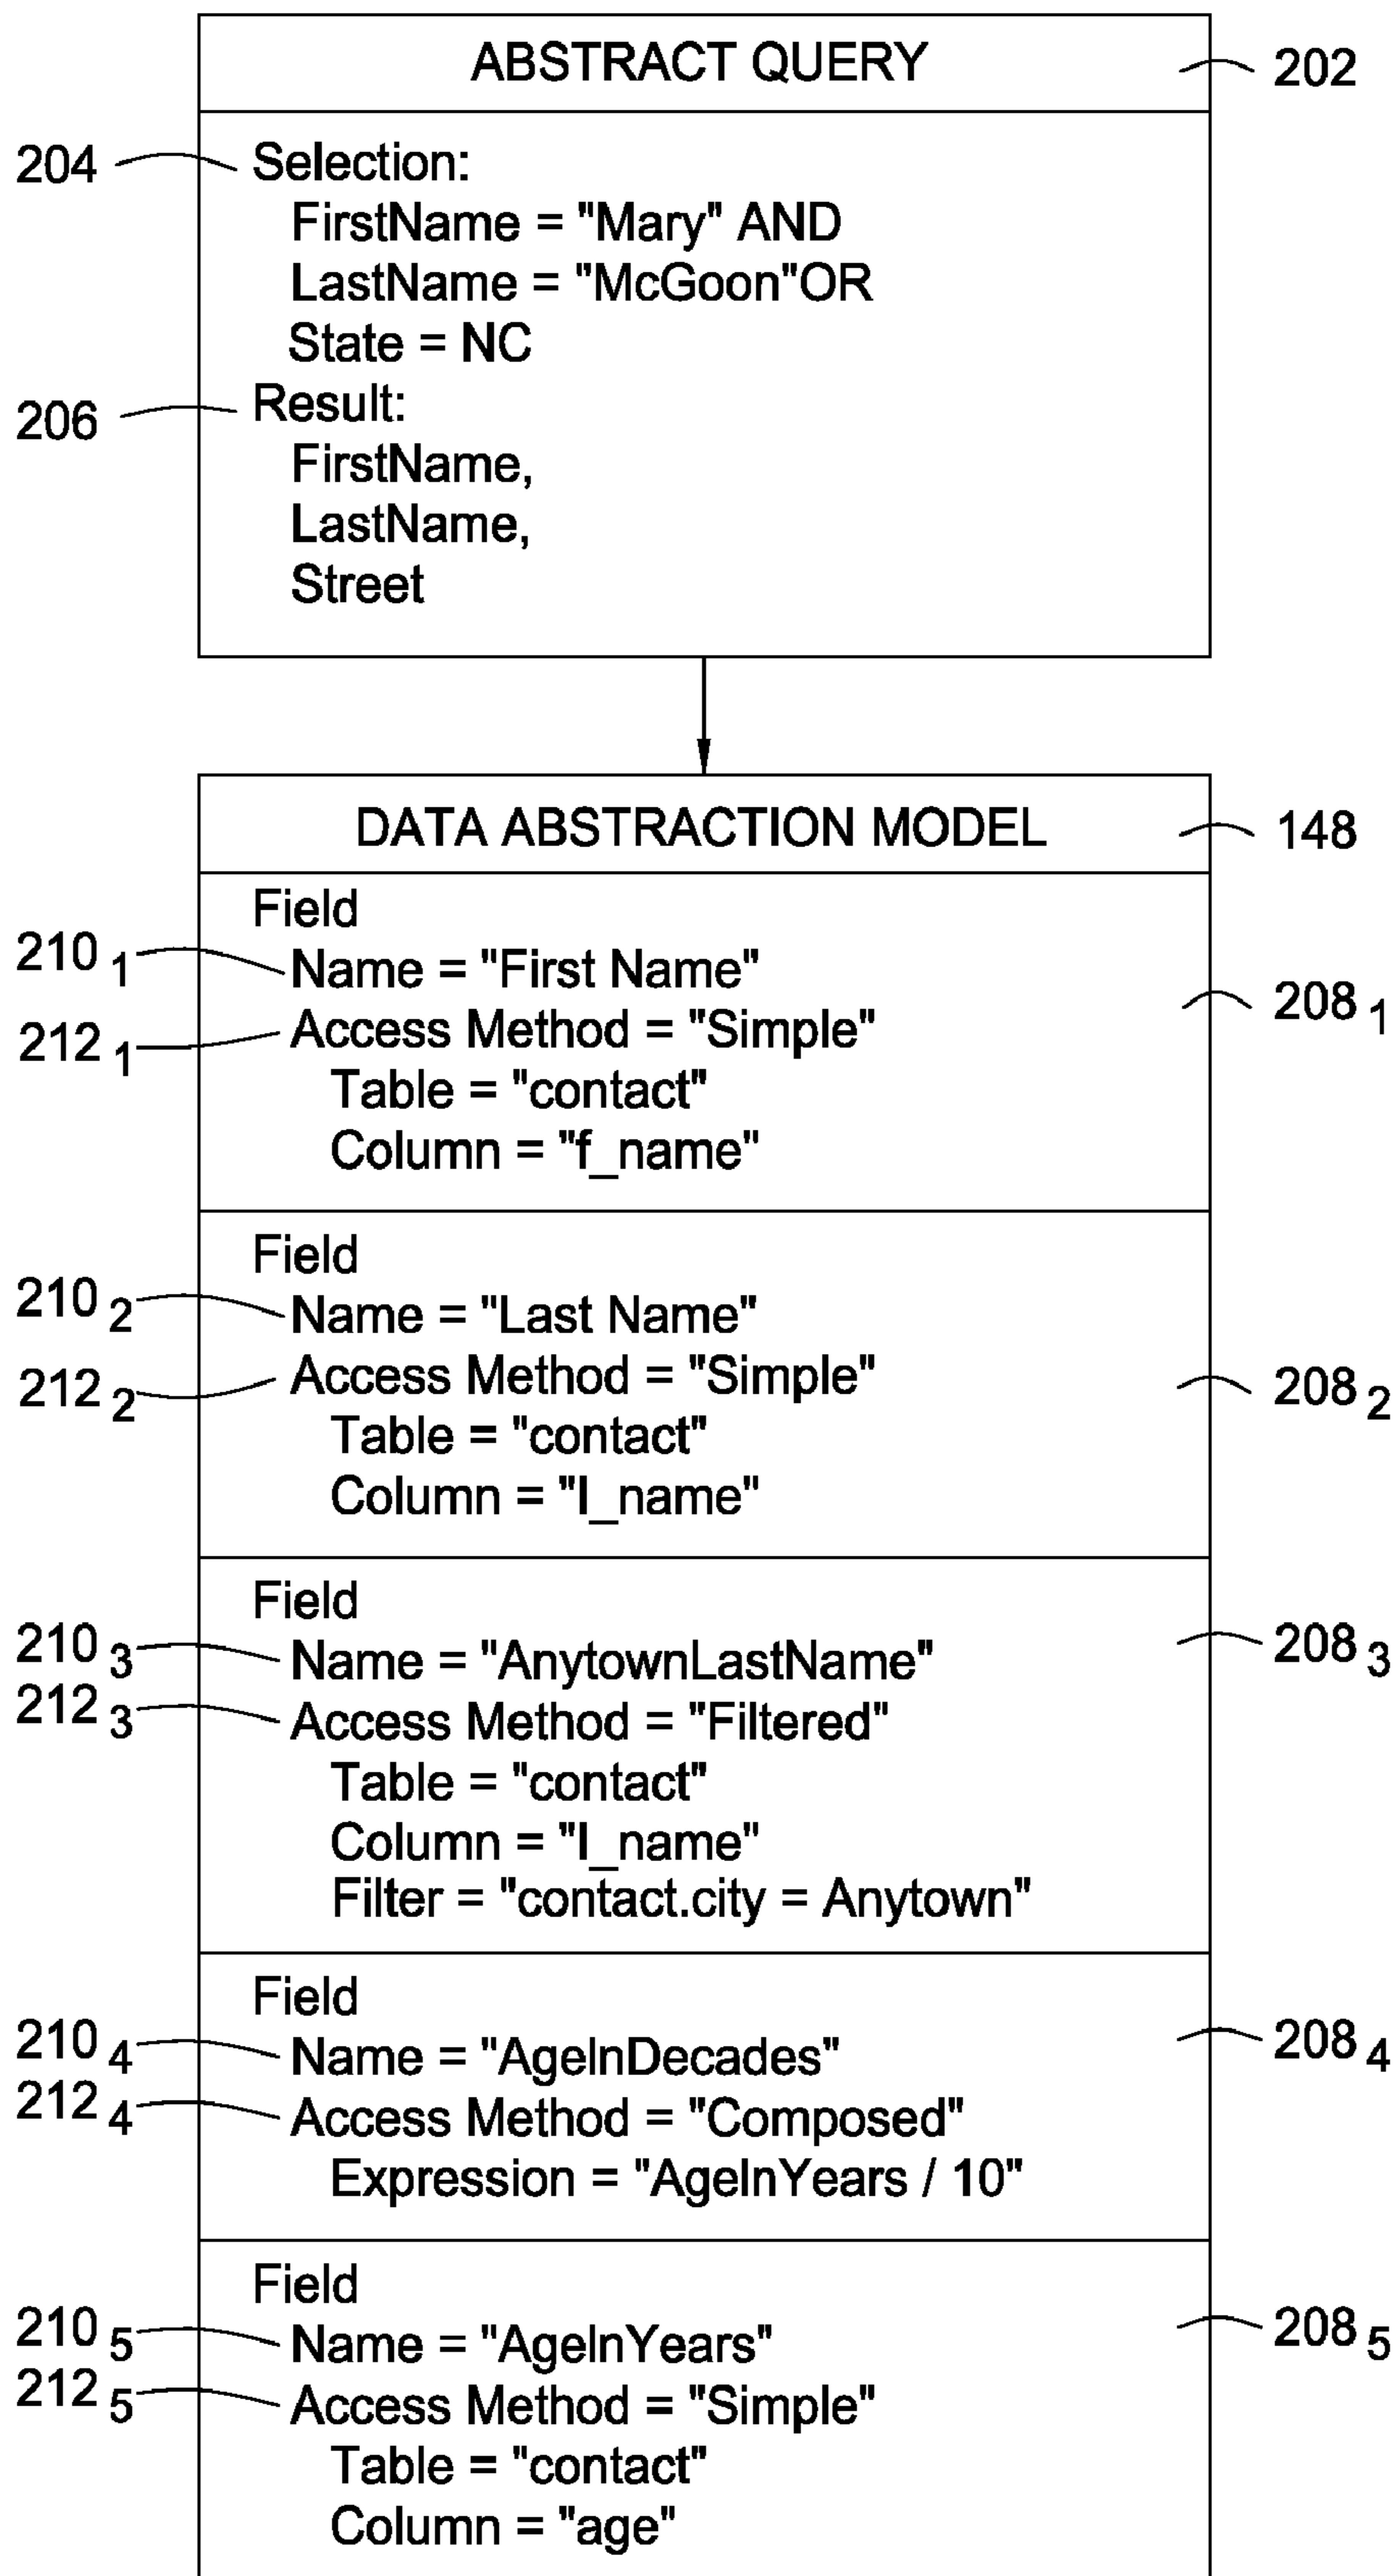 ABSTRACT QUERY
202
204
Selection:
FirstName = "Mary" AND
LastName = "McGoon"OR
State = NC
206
Result:
FirstName,
LastName,
Street
DATA ABSTRACTION MODEL
148
Field
210 1
Name = "First Name"
208 1
212 1
Access Method = "Simple"
Table = "contact"
Column = "f_name"
Field
210 2
Name = "Last Name"
212 2
Access Method = "Simple"
208 2
Table = "contact"
Column = "l_name"
Field
210 3
Name = "AnytownLastName"
208 3
212 3
Access Method = "Filtered"
Table = "contact"
Column = "l_name"
Filter = "contact.city = Anytown"
Field
210 4
Name = "AgeInDecades"
208 4
212 4
Access Method = "Composed"
Expression = "AgeInYears / 10"
Field
210 5
Name = "AgeInYears"
208 5
212 5
Access Method = "Simple"
Table = "contact"
Column = "age"